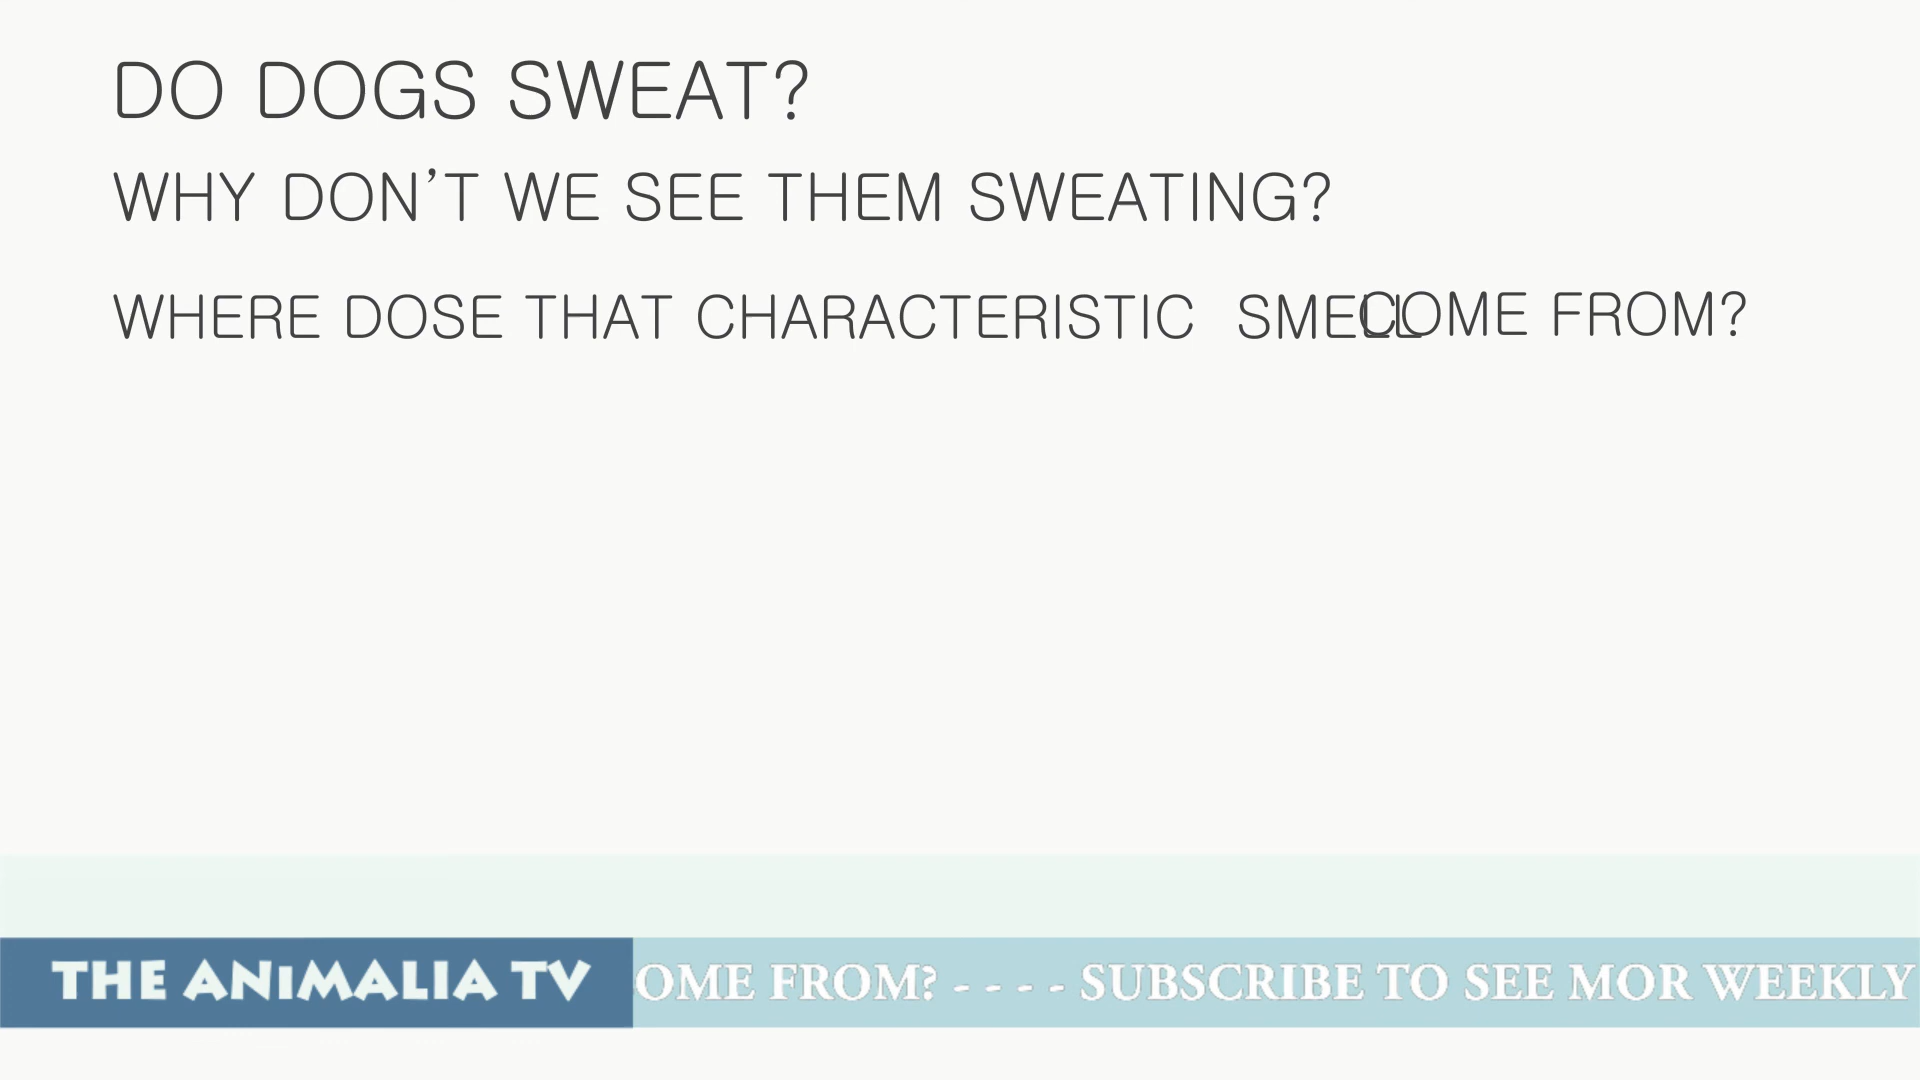 DO DOGS SWEAT?
WHY DON’T WE SEE THEM SWEATING?
WHERE DOSE THAT CHARACTERISTIC SMELL COME FROM?
THE ANiMALIA TV
OME FROM? - - - - SUBSCRIBE TO SEE MOR WEEKLY